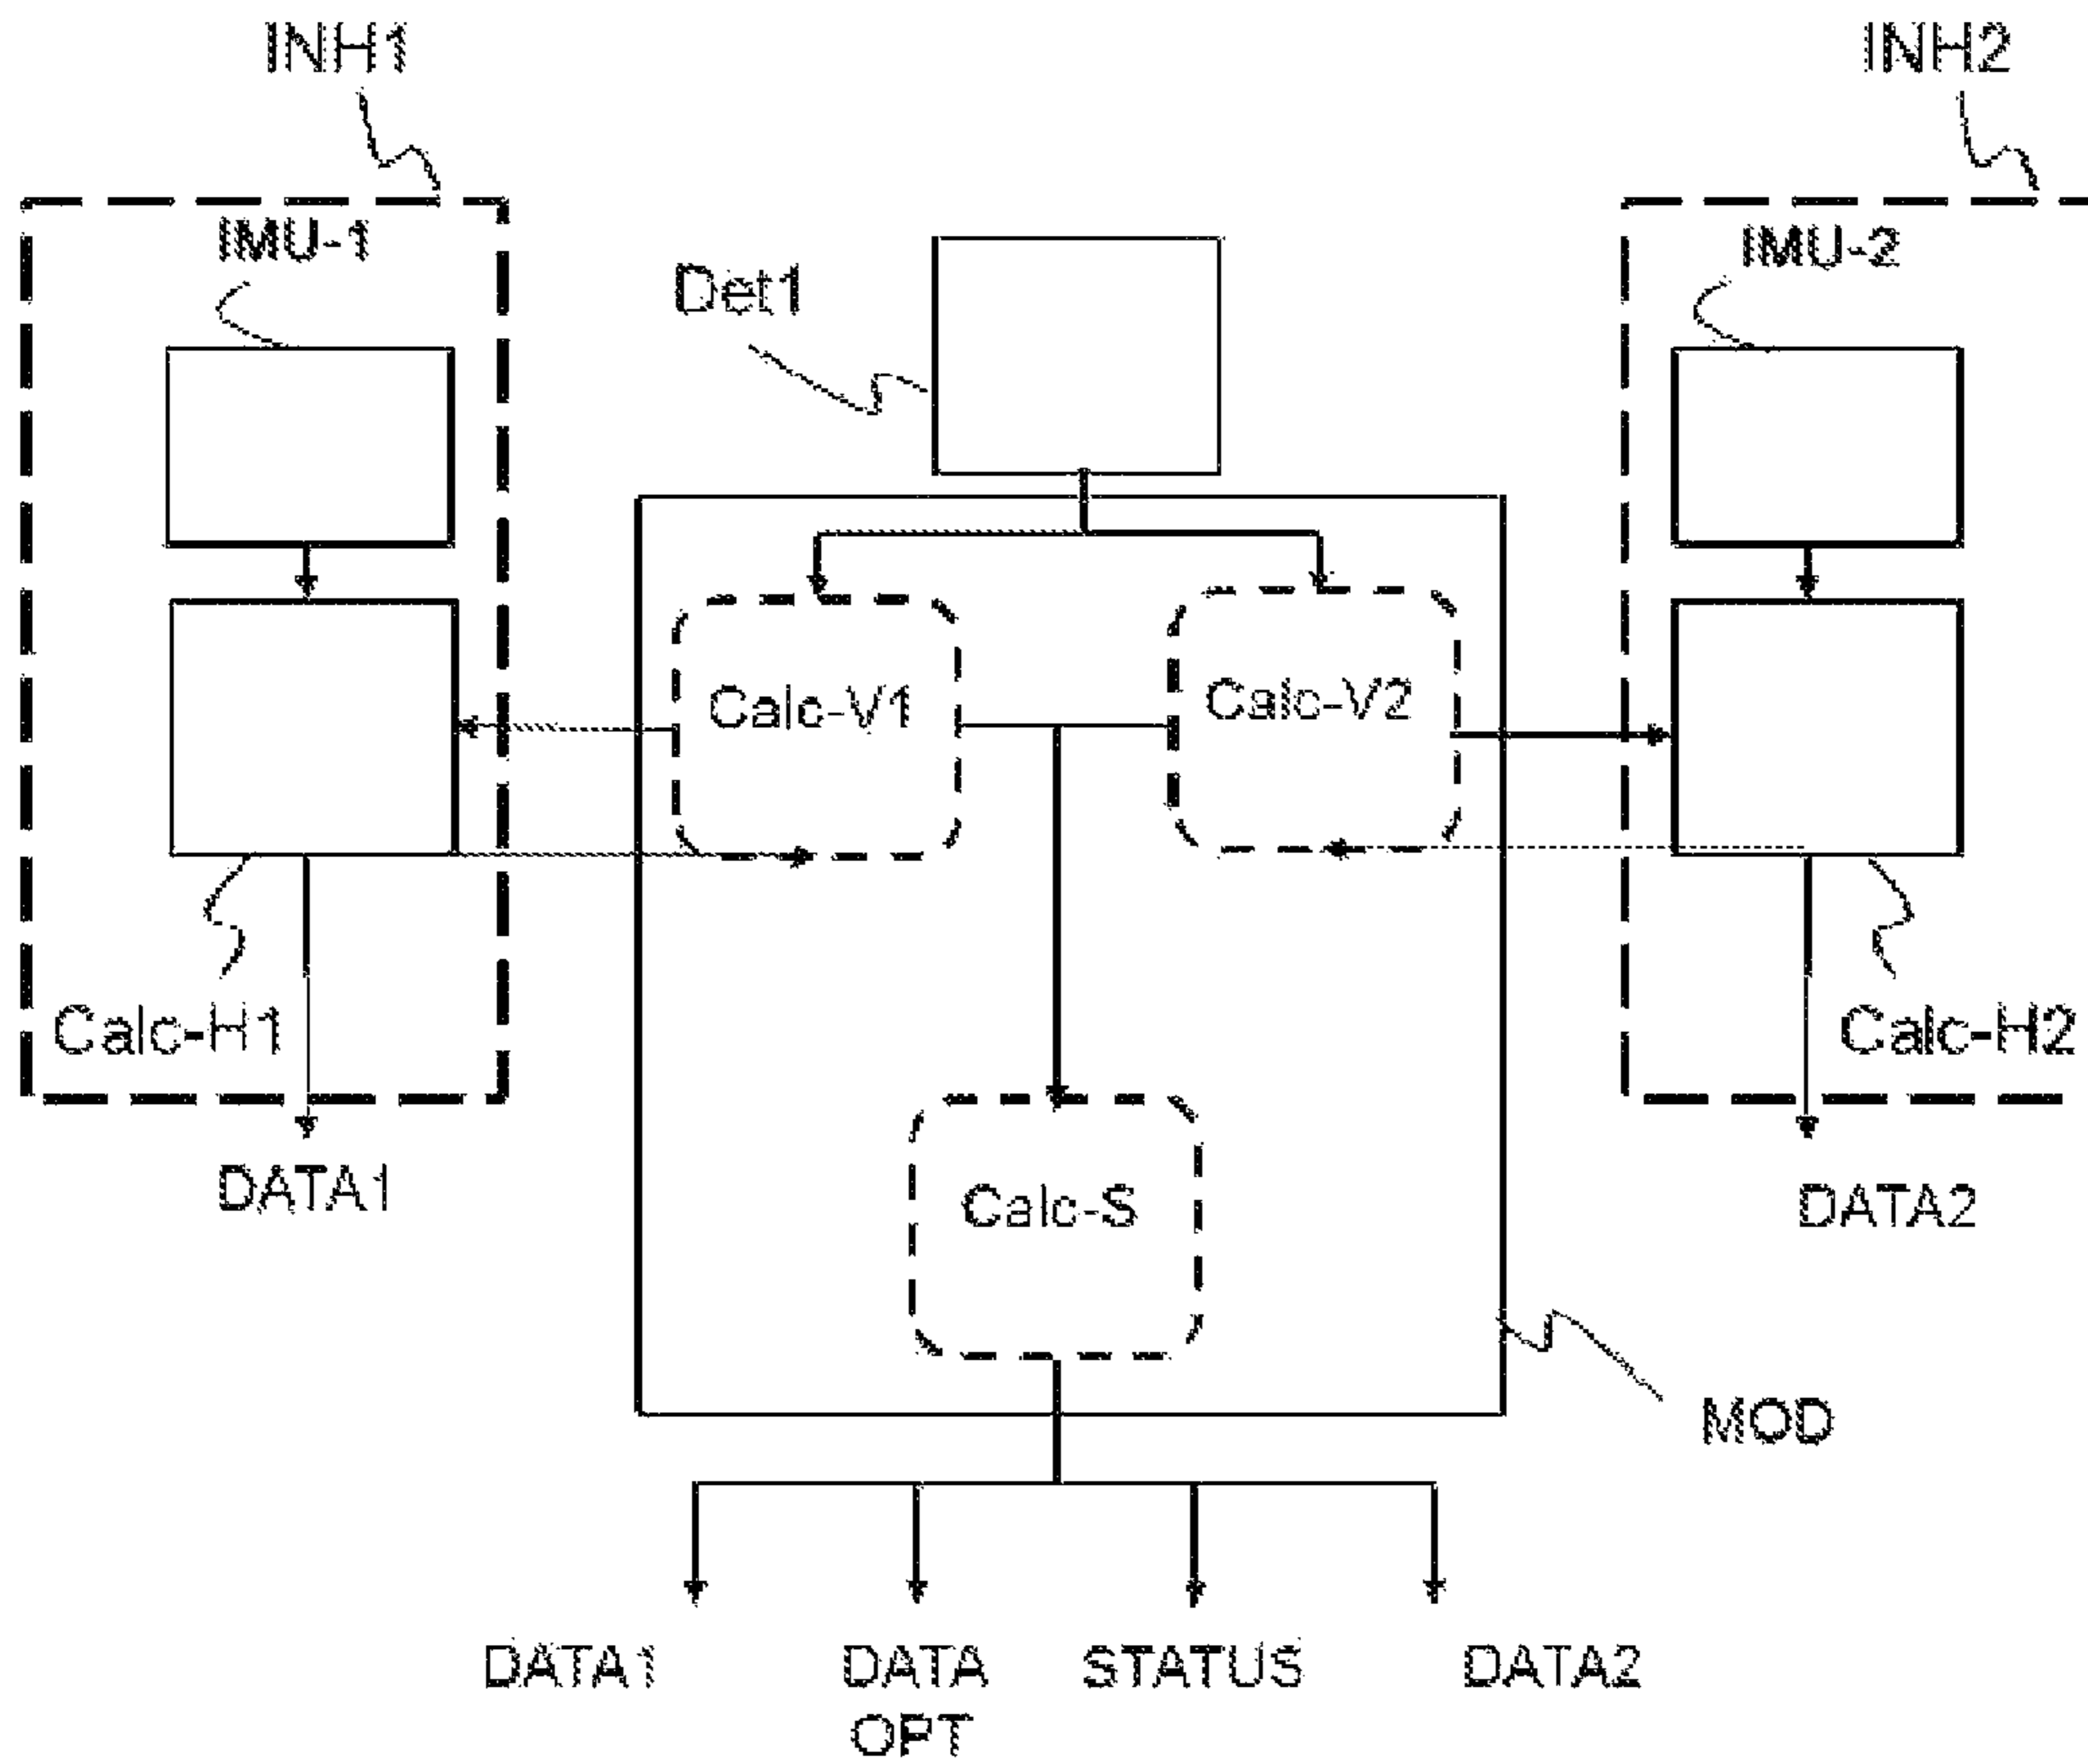 INH1
INH2
IMU-1
IMU-2
Det1
Calc-V1
Calc-V2
Calc-H1
Calc-H2
DATA1
Calc-S
DATA2
MOD
DATA1
DATA
OPT
STATUS
DATA2